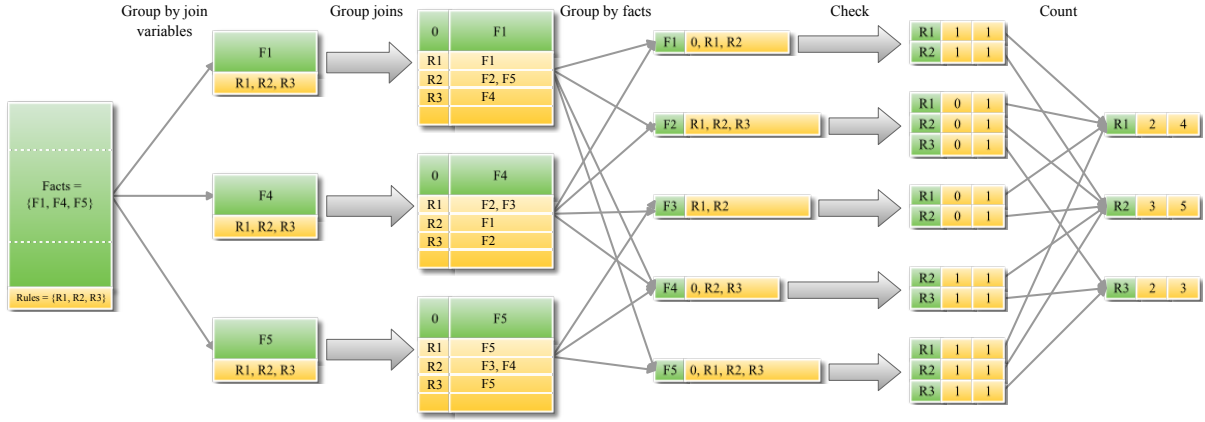 Group by join
variables
Group joins
Group by facts
Check
Count
Facts =
{F1, F4, F5}
Rules = {R1, R2, R3}
F1
R1, R2, R3
F4
R1, R2, R3
F5
R1, R2, R3
0 F1
R1 F1
R2 F2, F5
R3 F4
0 F4
R1 F2, F3
R2 F1
R3 F2
0 F5
R1 F5
R2 F3, F4
R3 F5
F1 0, R1, R2
F2 R1, R2, R3
F3 R1, R2
F4 0, R2, R3
F5 0, R1, R2, R3
R1 1 1
R2 1 1
R1 0 1
R2 0 1
R3 0 1
R1 0 1
R2 0 1
R2 1 1
R3 1 1
R1 1 1
R2 1 1
R3 1 1
R1 2 4
R2 3 5
R3 2 3